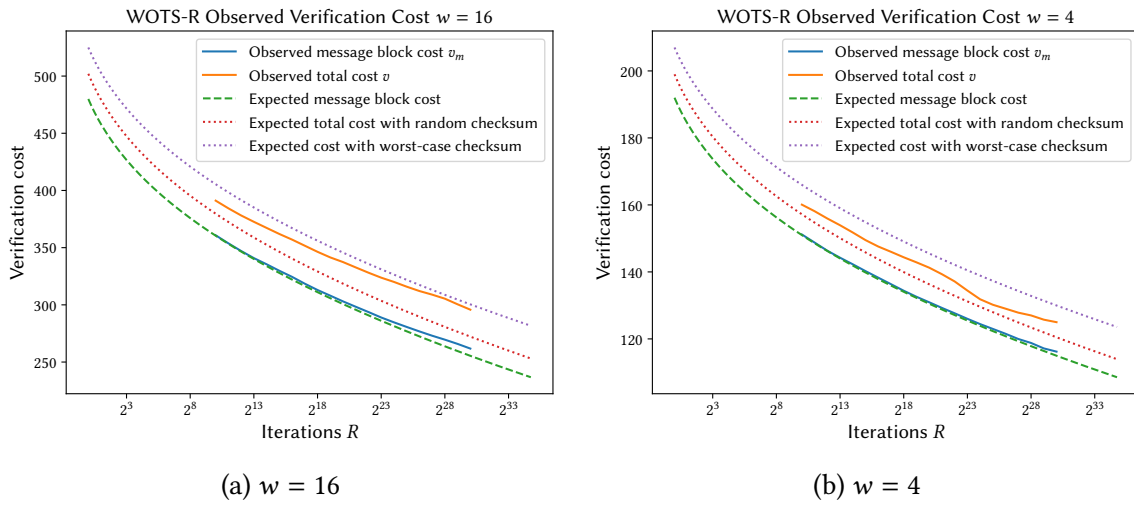 WOTS-R Observed Verification Cost w = 16
Observed message block cost v_m
Observed total cost v
Expected message block cost
Expected total cost with random checksum
Expected cost with worst-case checksum
Verification cost
500
450
400
350
300
250
2^3
2^8
2^13
2^18
2^23
2^28
2^33
Iterations R
(a) w = 16
WOTS-R Observed Verification Cost w = 4
Observed message block cost v_m
Observed total cost v
Expected message block cost
Expected total cost with random checksum
Expected cost with worst-case checksum
Verification cost
200
180
160
140
120
2^3
2^8
2^13
2^18
2^23
2^28
2^33
Iterations R
(b) w = 4